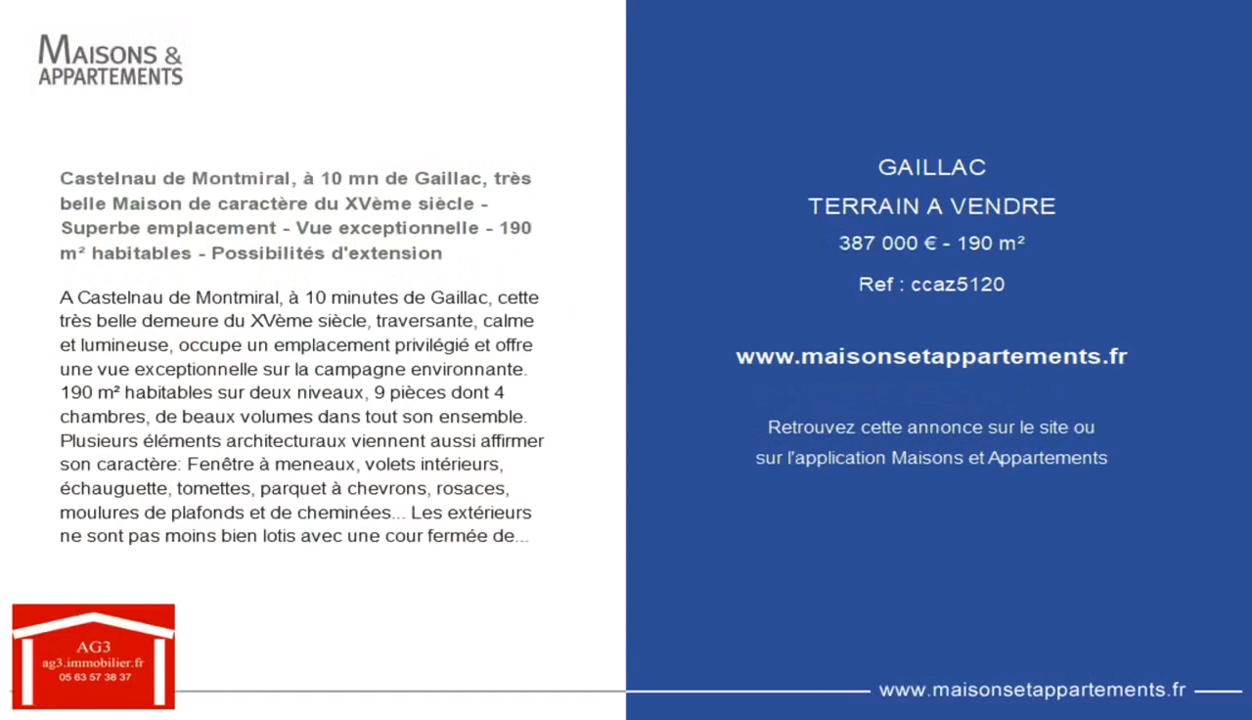 MAISONS &
APPARTEMENTS
Castelnau de Montmiral, à 10 mn de Gaillac, très
belle Maison de caractère du XVème siècle -
Superbe emplacement - Vue exceptionnelle - 190
m² habitables - Possibilités d'extension
A Castelnau de Montmiral, à 10 minutes de Gaillac, cette
très belle demeure du XVème siècle, traversante, calme
et lumineuse, occupe un emplacement privilégié et offre
une vue exceptionnelle sur la campagne environnante.
190 m² habitables sur deux niveaux, 9 pièces dont 4
chambres, de beaux volumes dans tout son ensemble.
Plusieurs éléments architecturaux viennent aussi affirmer
son caractère: Fenêtre à meneaux, volets intérieurs,
échauguette, tomettes, parquet à chevrons, rosaces,
moulures de plafonds et de cheminées... Les extérieurs
ne sont pas moins bien lotis avec une cour fermée de...
AG3
ag3.immobilier.fr
05 63 57 38 37
GAILLAC
TERRAIN A VENDRE
387 000 € - 190 m²
Ref : ccaz5120
www.maisonsetappartements.fr
Retrouvez cette annonce sur le site ou
sur l'application Maisons et Appartements
www.maisonsetappartements.fr